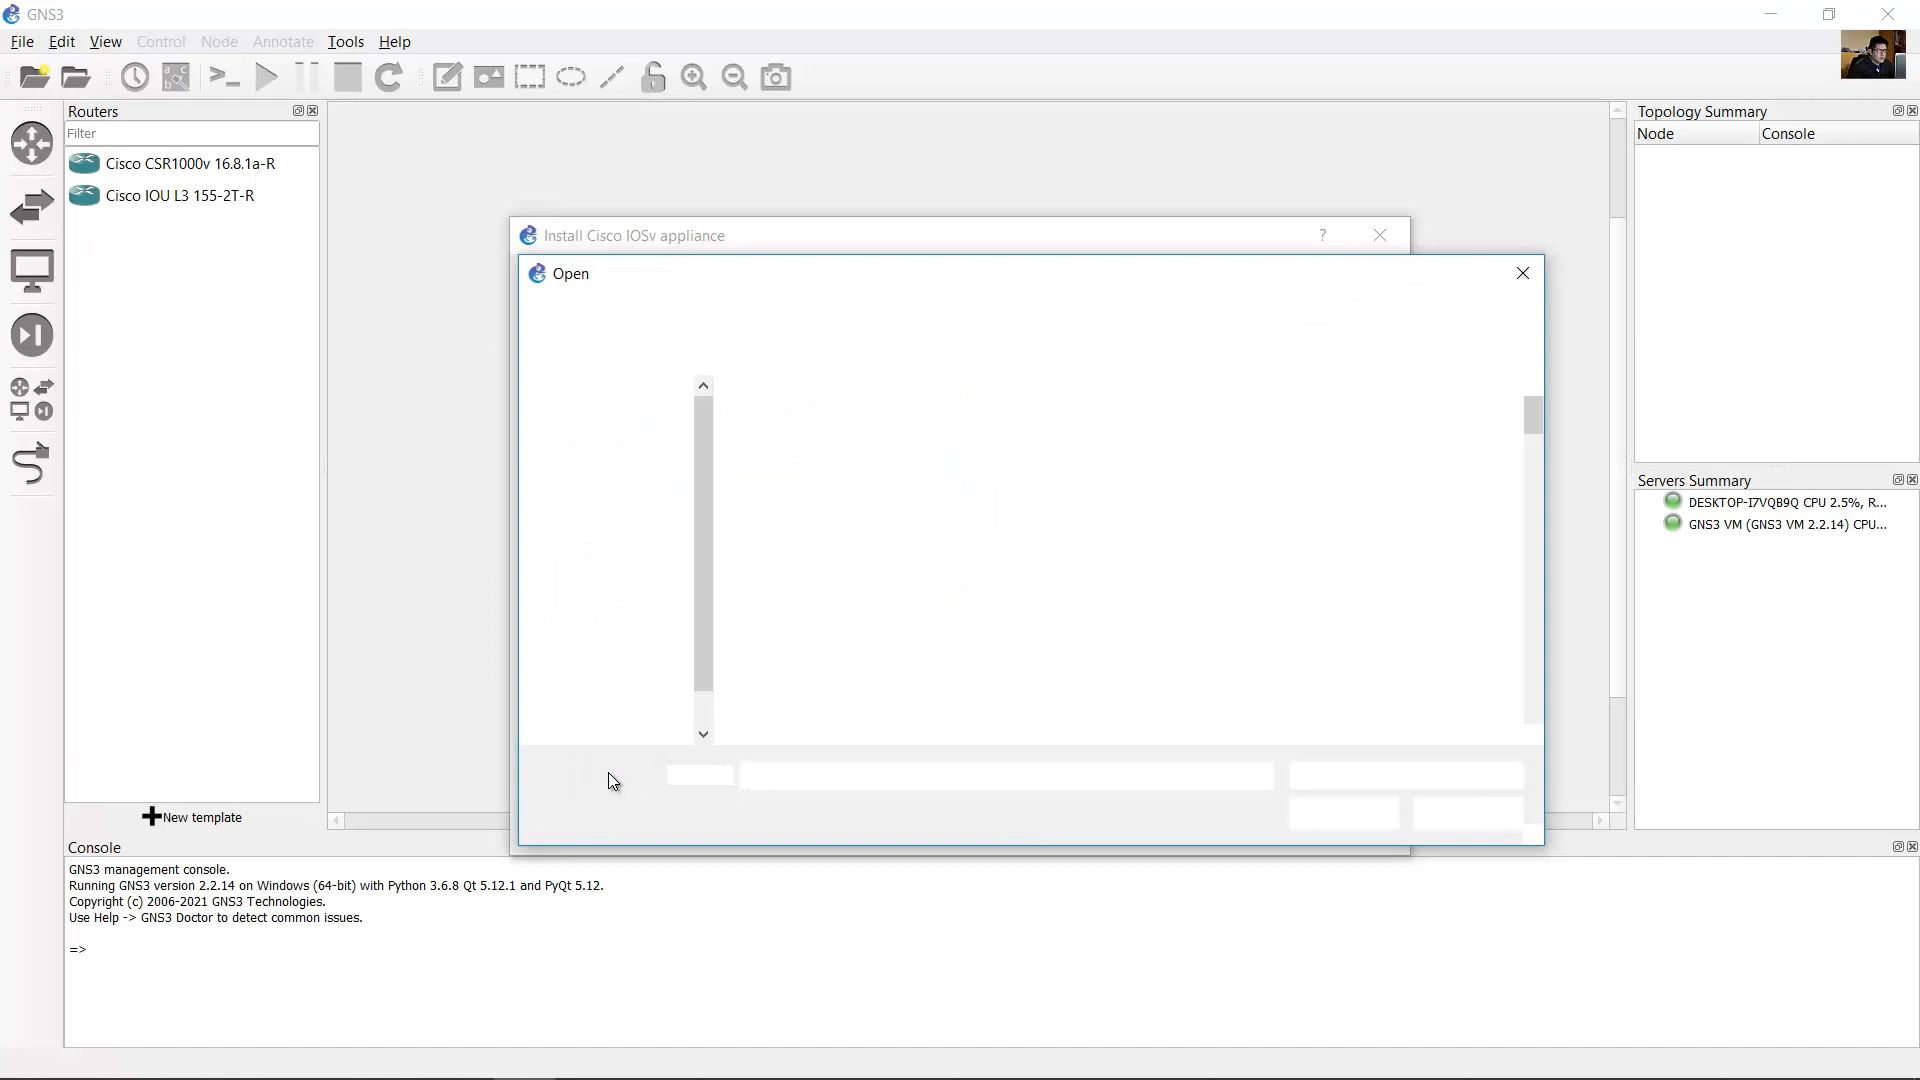 GNS3
File Edit View Control Node Annotate Tools Help
Routers
Filter
Cisco CSR1000v 16.8.1a-R
Cisco IOU L3 155-2T-R
New template
Install Cisco IOSv appliance
?
Open
Topology Summary
Node Console
Servers Summary
DESKTOP-I7VQB9Q CPU 2.5%, R...
GNS3 VM (GNS3 VM 2.2.14) CPU...
Console
GNS3 management console.
Running GNS3 version 2.2.14 on Windows (64-bit) with Python 3.6.8 Qt 5.12.1 and PyQt 5.12.
Copyright (c) 2006-2021 GNS3 Technologies.
Use Help -> GNS3 Doctor to detect common issues.
=>